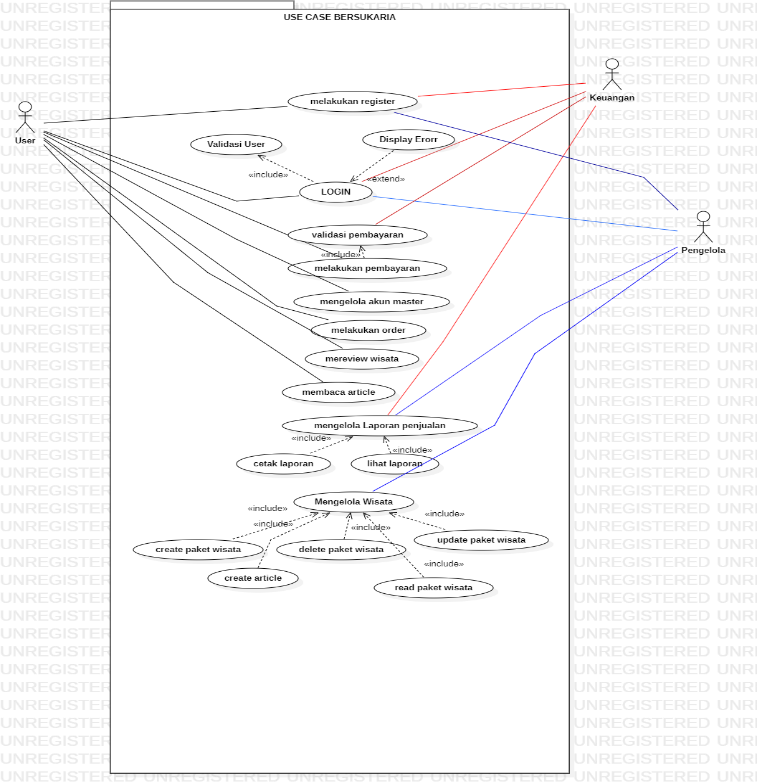 USE CASE BERSUKARIA
melakukan register
Keuangan
User
Validasi User
Display Erorr
«include»
«extend»
LOGIN
Pengelola
validasi pembayaran
«include»
melakukan pembayaran
mengelola akun master
melakukan order
mereview wisata
membaca article
mengelola Laporan penjualan
«include»
«include»
cetak laporan
lihat laporan
Mengelola Wisata
«include»
«include»
«include»
«include»
create paket wisata
delete paket wisata
update paket wisata
«include»
create article
read paket wisata
UNREGISTERED